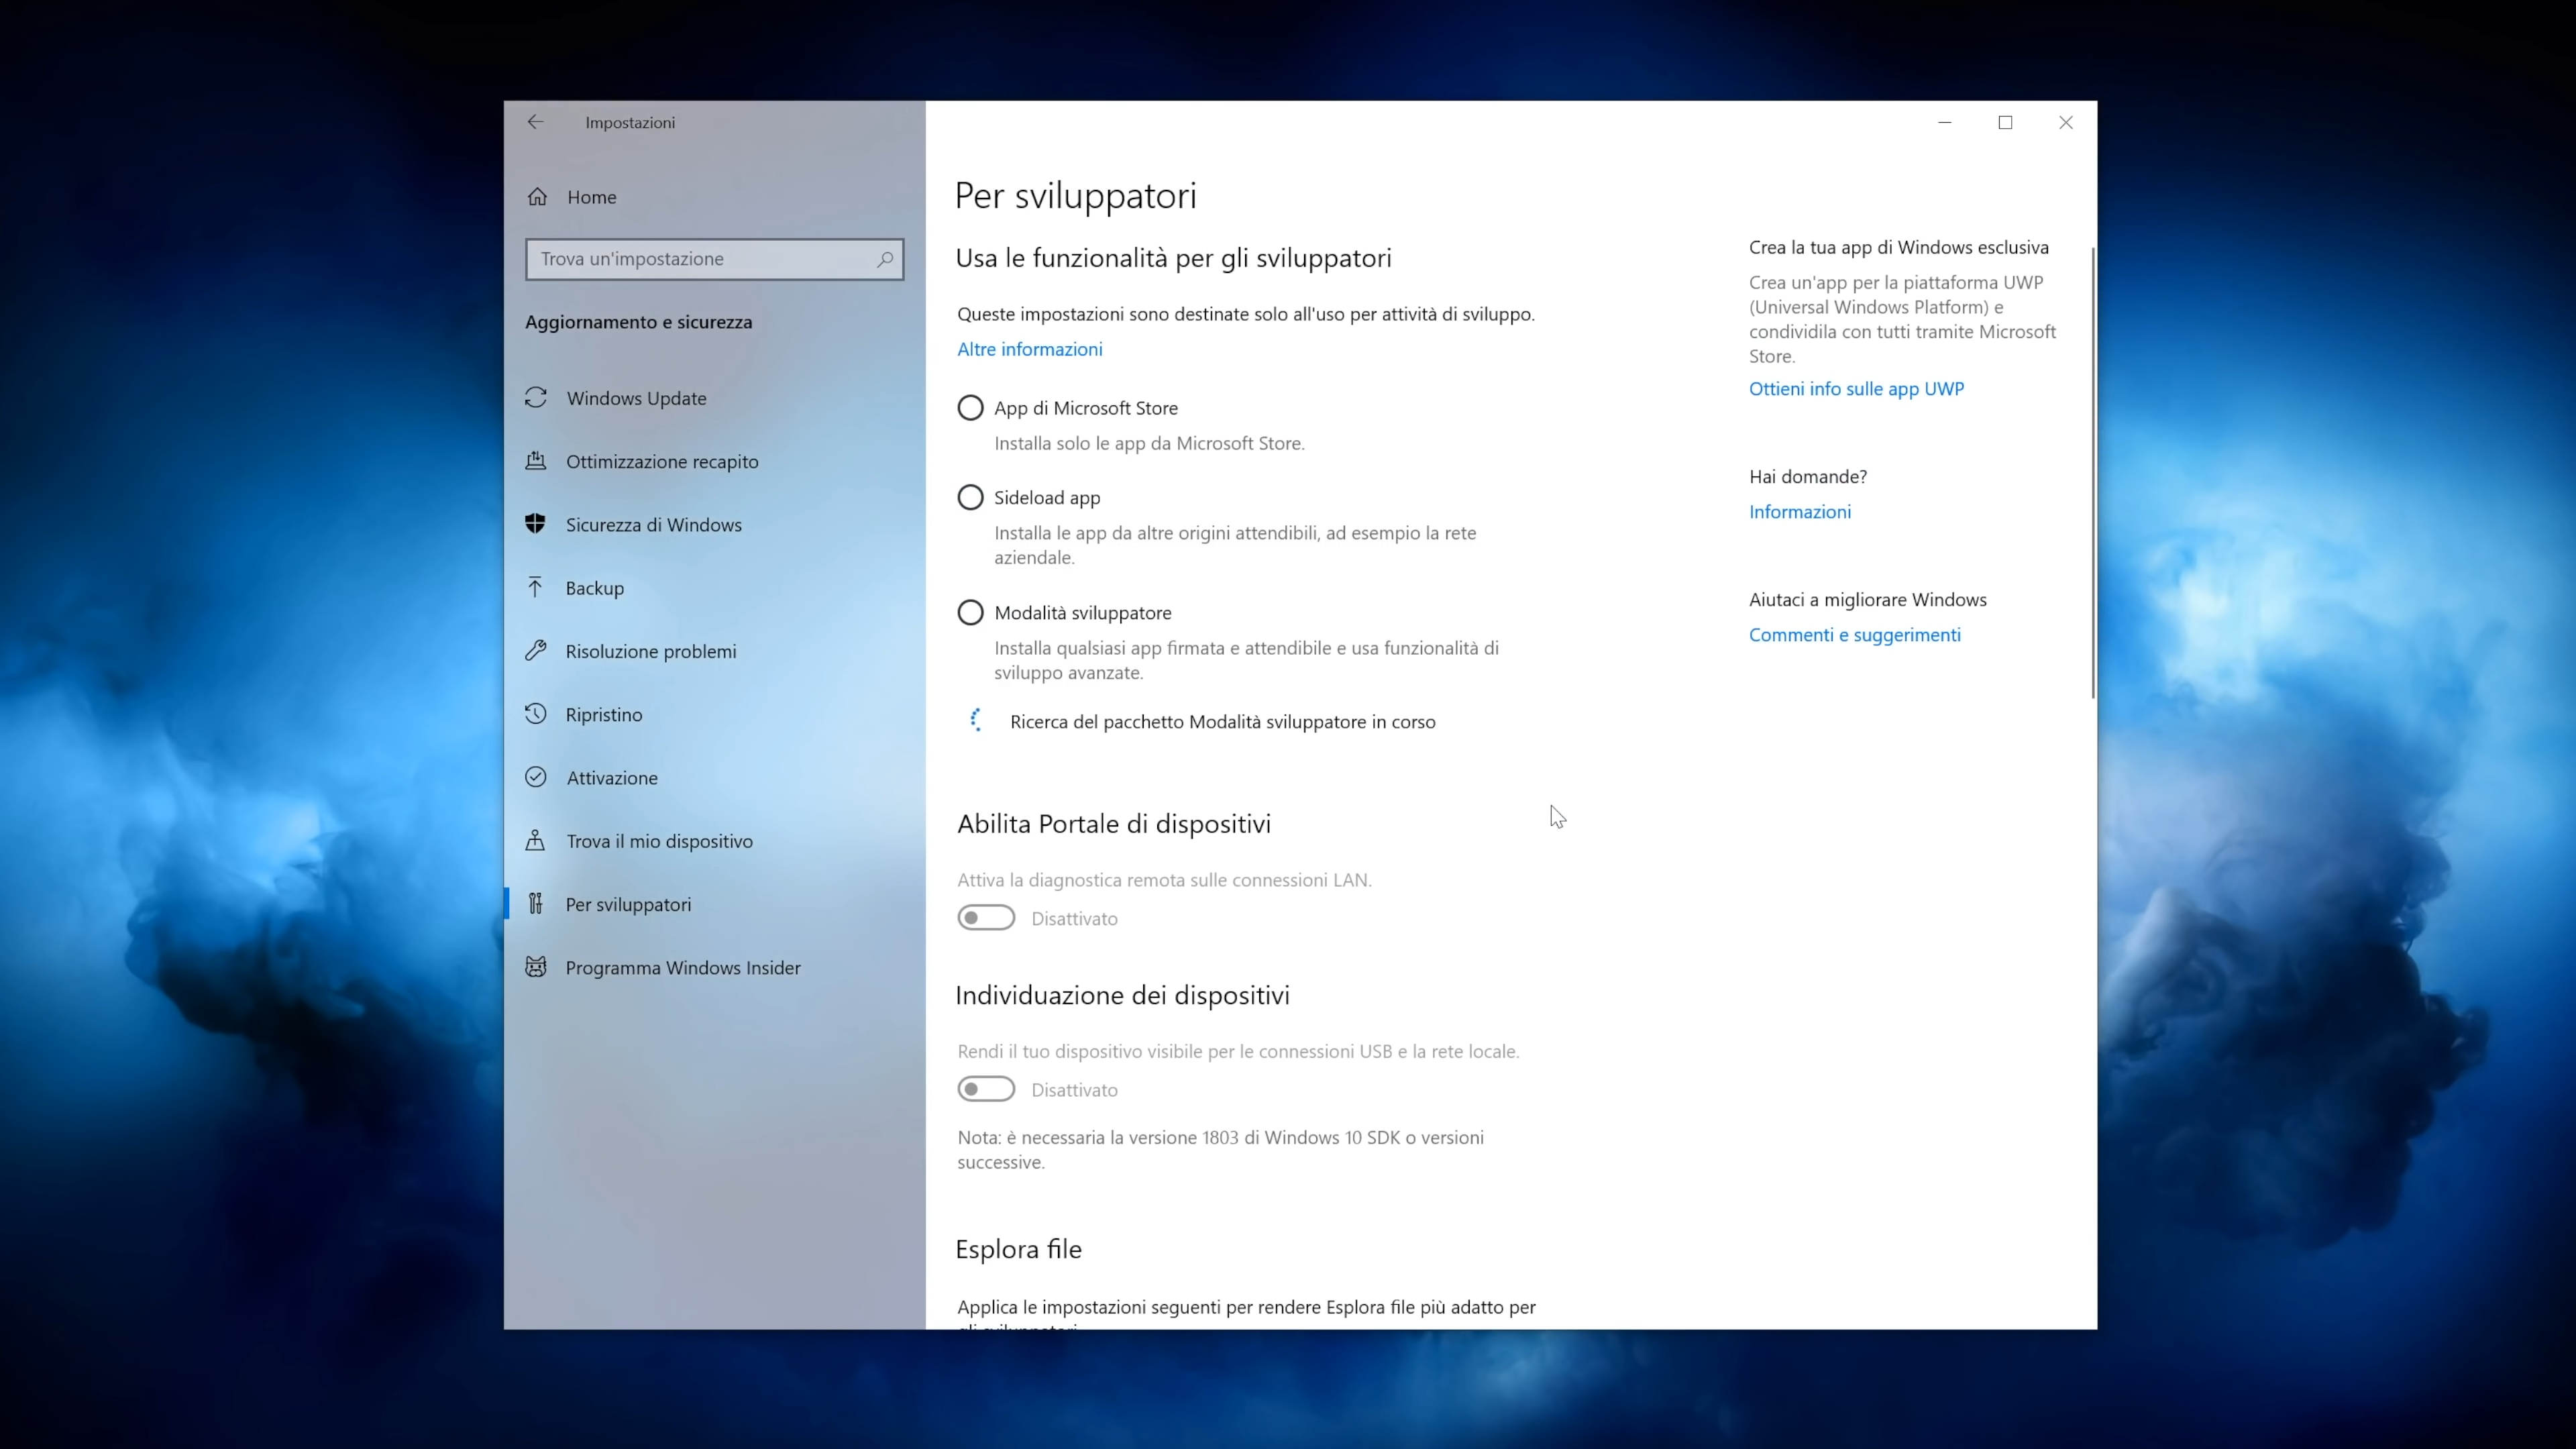 Impostazioni
Home
Trova un'impostazione
Aggiornamento e sicurezza
Windows Update
Ottimizzazione recapito
Sicurezza di Windows
Backup
Risoluzione problemi
Ripristino
Attivazione
Trova il mio dispositivo
Per sviluppatori
Programma Windows Insider
Per sviluppatori
Usa le funzionalità per gli sviluppatori
Queste impostazioni sono destinate solo all'uso per attività di sviluppo.
Altre informazioni
App di Microsoft Store
Installa solo le app da Microsoft Store.
Sideload app
Installa le app da altre origini attendibili, ad esempio la rete
aziendale.
Modalità sviluppatore
Installa qualsiasi app firmata e attendibile e usa funzionalità di
sviluppo avanzate.
Ricerca del pacchetto Modalità sviluppatore in corso
Abilita Portale di dispositivi
Attiva la diagnostica remota sulle connessioni LAN.
Disattivato
Individuazione dei dispositivi
Rendi il tuo dispositivo visibile per le connessioni USB e la rete locale.
Disattivato
Nota: è necessaria la versione 1803 di Windows 10 SDK o versioni
successive.
Esplora file
Applica le impostazioni seguenti per rendere Esplora file più adatto per
gli sviluppatori.
Crea la tua app di Windows esclusiva
Crea un'app per la piattaforma UWP
(Universal Windows Platform) e
condividila con tutti tramite Microsoft
Store.
Ottieni info sulle app UWP
Hai domande?
Informazioni
Aiutaci a migliorare Windows
Commenti e suggerimenti